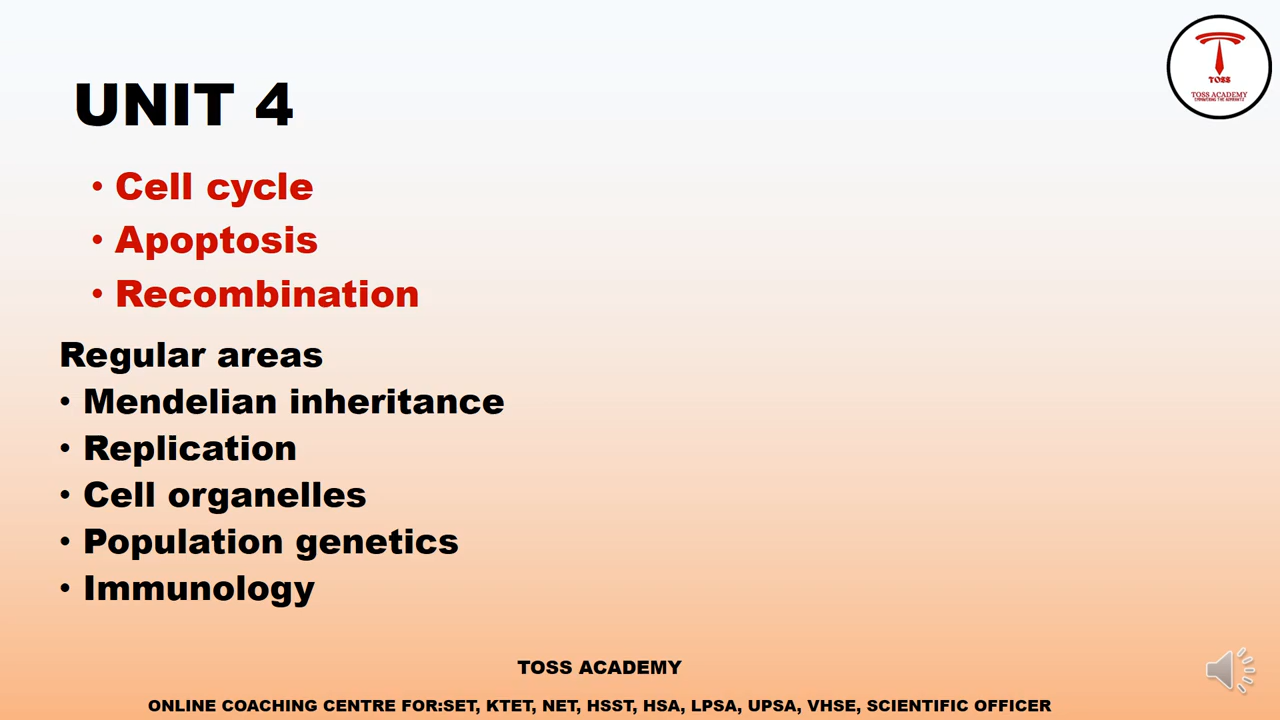 UNIT 4
• Cell cycle
• Apoptosis
• Recombination
Regular areas
• Mendelian inheritance
• Replication
• Cell organelles
• Population genetics
• Immunology
TOSS
TOSS ACADEMY
TOSS ACADEMY
ONLINE COACHING CENTRE FOR:SET, KTET, NET, HSST, HSA, LPSA, UPSA, VHSE, SCIENTIFIC OFFICER